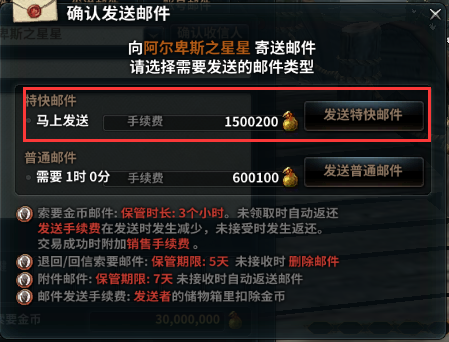 确认发送邮件
向阿尔卑斯之星星 寄送邮件
请选择需要发送的邮件类型
特快邮件
马上发送 手续费 1500200 发送特快邮件
普通邮件
需要 1时 0分 手续费 600100 发送普通邮件
索要金币邮件: 保管时长: 3个小时。未领取时自动返还
发送手续费在发送时发生减少，未接受时发生返还。
交易成功时附加销售手续费 。
退回/回信索要邮件: 保管期限: 5天 未接收时 删除邮件
附件邮件: 保管期限: 7天 未接收时自动返送邮件
邮件发送手续费: 发送者的储物箱里扣除金币
索要金币 30,000,000